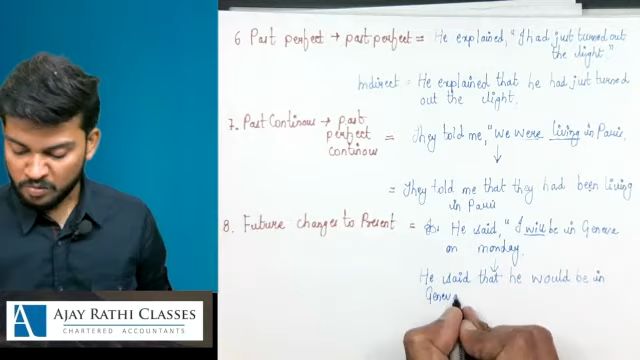 6 Past perfect → past perfect = He explained, "I had just turned out
the light."
Indirect = He explained that he had just turned
out the light.
7. Past Continous → past
perfect
continous
= They told me, "we were living in Paris,
↓
= They told me that they had been living
in Paris
8. Future changes to Present = He said, "I will be in Geneva
on monday.
↓
He said that he would be in
Genev
AJAY RATHI CLASSES
CHARTERED ACCOUNTANTS